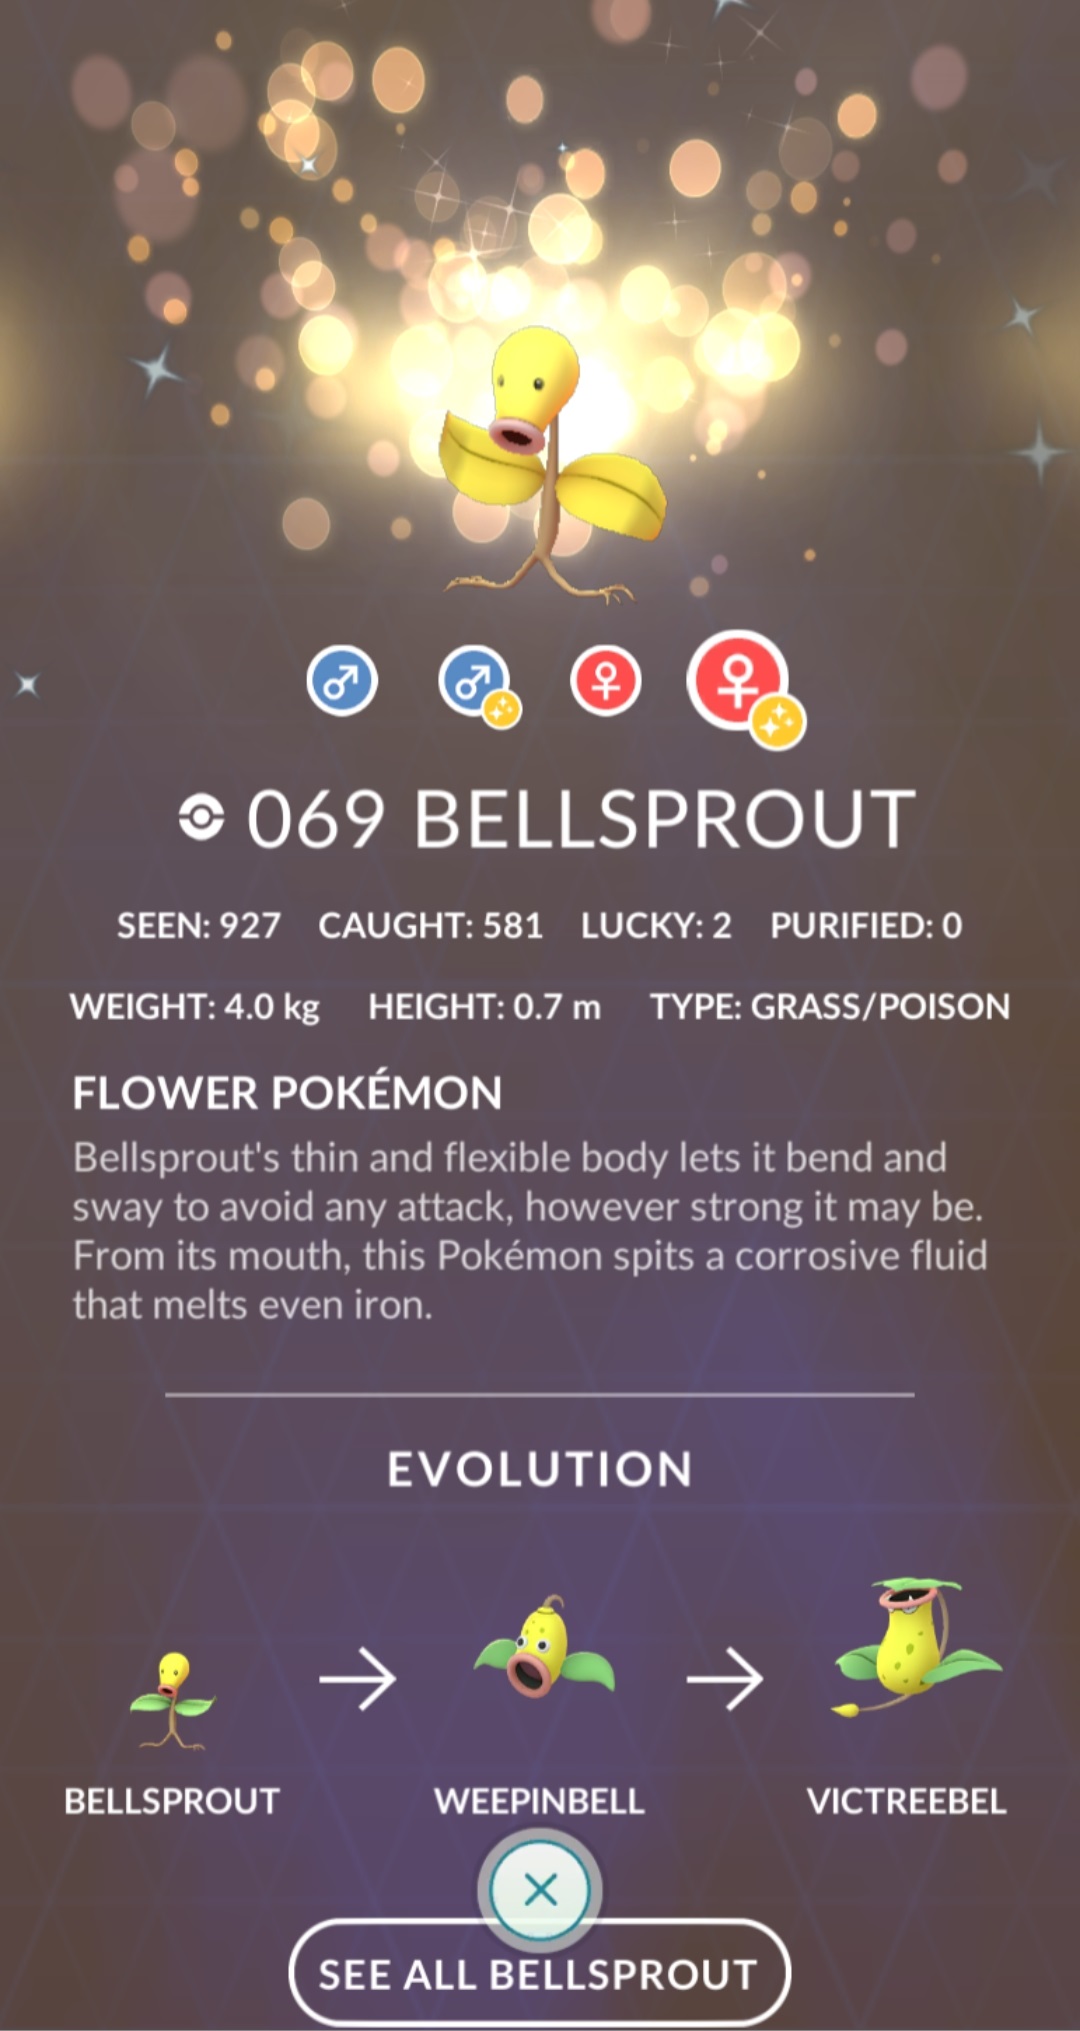 069 BELLSPROUT
SEEN: 927 CAUGHT: 581 LUCKY: 2 PURIFIED: 0
WEIGHT: 4.0 kg HEIGHT: 0.7 m TYPE: GRASS/POISON
FLOWER POKÉMON
Bellsprout's thin and flexible body lets it bend and
sway to avoid any attack, however strong it may be.
From its mouth, this Pokémon spits a corrosive fluid
that melts even iron.
EVOLUTION
BELLSPROUT WEEPINBELL VICTREEBEL
SEE ALL BELLSPROUT